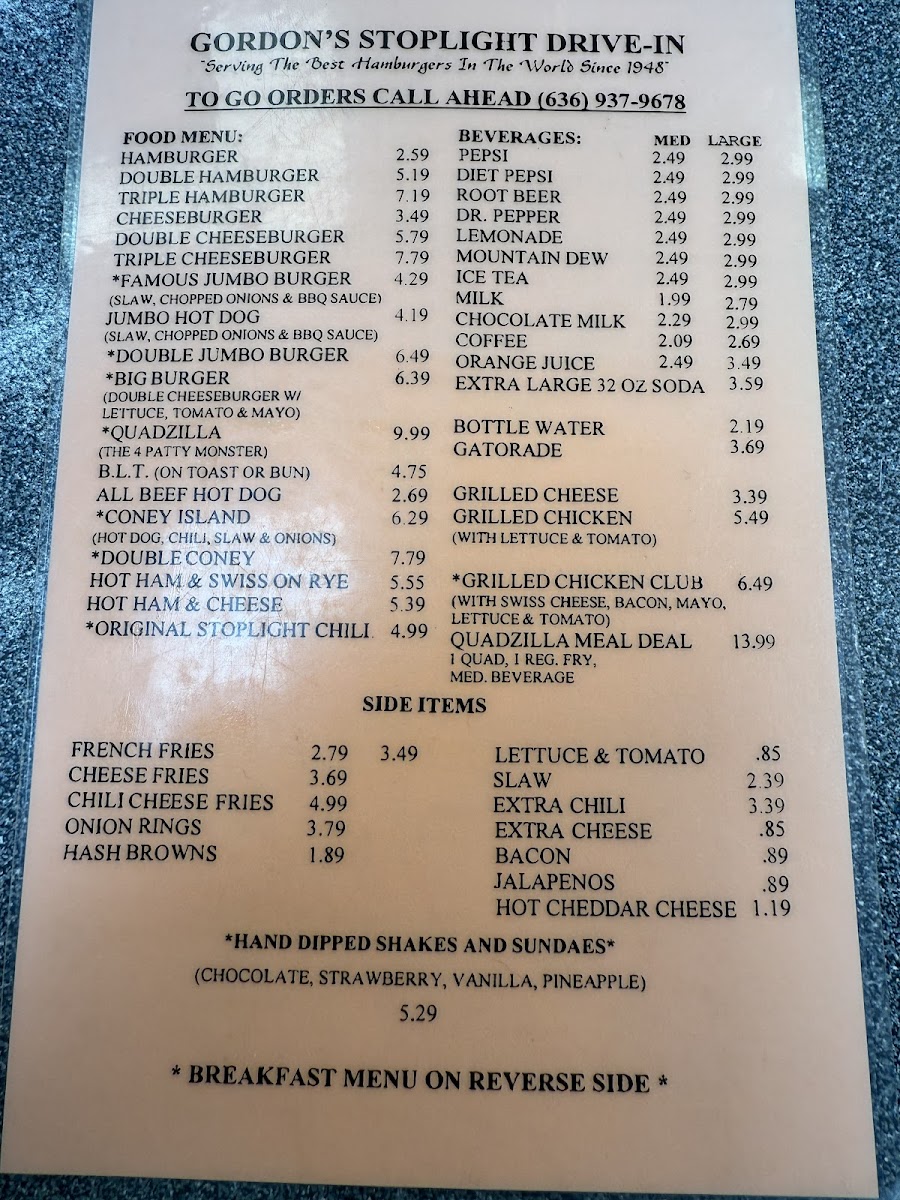 GORDON'S STOPLIGHT DRIVE-IN
"Serving The Best Hamburgers In The World Since 1948"
TO GO ORDERS CALL AHEAD (636) 937-9678
FOOD MENU:
HAMBURGER 2.59
DOUBLE HAMBURGER 5.19
TRIPLE HAMBURGER 7.19
CHEESEBURGER 3.49
DOUBLE CHEESEBURGER 5.79
TRIPLE CHEESEBURGER 7.79
*FAMOUS JUMBO BURGER 4.29
(SLAW, CHOPPED ONIONS & BBQ SAUCE)
JUMBO HOT DOG 4.19
(SLAW, CHOPPED ONIONS & BBQ SAUCE)
*DOUBLE JUMBO BURGER 6.49
*BIG BURGER 6.39
(DOUBLE CHEESEBURGER W/
LETTUCE, TOMATO & MAYO)
*QUADZILLA 9.99
(THE 4 PATTY MONSTER)
B.L.T. (ON TOAST OR BUN) 4.75
ALL BEEF HOT DOG 2.69
*CONEY ISLAND 6.29
(HOT DOG, CHILI, SLAW & ONIONS)
*DOUBLE CONEY 7.79
HOT HAM & SWISS ON RYE 5.55
HOT HAM & CHEESE 5.39
*ORIGINAL STOPLIGHT CHILI 4.99
BEVERAGES: MED LARGE
PEPSI 2.49 2.99
DIET PEPSI 2.49 2.99
ROOT BEER 2.49 2.99
DR. PEPPER 2.49 2.99
LEMONADE 2.49 2.99
MOUNTAIN DEW 2.49 2.99
ICE TEA 2.49 2.99
MILK 1.99 2.79
CHOCOLATE MILK 2.29 2.99
COFFEE 2.09 2.69
ORANGE JUICE 2.49 3.49
EXTRA LARGE 32 OZ SODA 3.59
BOTTLE WATER 2.19
GATORADE 3.69
GRILLED CHEESE 3.39
GRILLED CHICKEN 5.49
(WITH LETTUCE & TOMATO)
*GRILLED CHICKEN CLUB 6.49
(WITH SWISS CHEESE, BACON, MAYO,
LETTUCE & TOMATO)
QUADZILLA MEAL DEAL 13.99
1 QUAD, 1 REG. FRY,
MED. BEVERAGE
SIDE ITEMS
FRENCH FRIES 2.79 3.49
CHEESE FRIES 3.69
CHILI CHEESE FRIES 4.99
ONION RINGS 3.79
HASH BROWNS 1.89
LETTUCE & TOMATO .85
SLAW 2.39
EXTRA CHILI 3.39
EXTRA CHEESE .85
BACON .89
JALAPENOS .89
HOT CHEDDAR CHEESE 1.19
*HAND DIPPED SHAKES AND SUNDAES*
(CHOCOLATE, STRAWBERRY, VANILLA, PINEAPPLE)
5.29
* BREAKFAST MENU ON REVERSE SIDE *